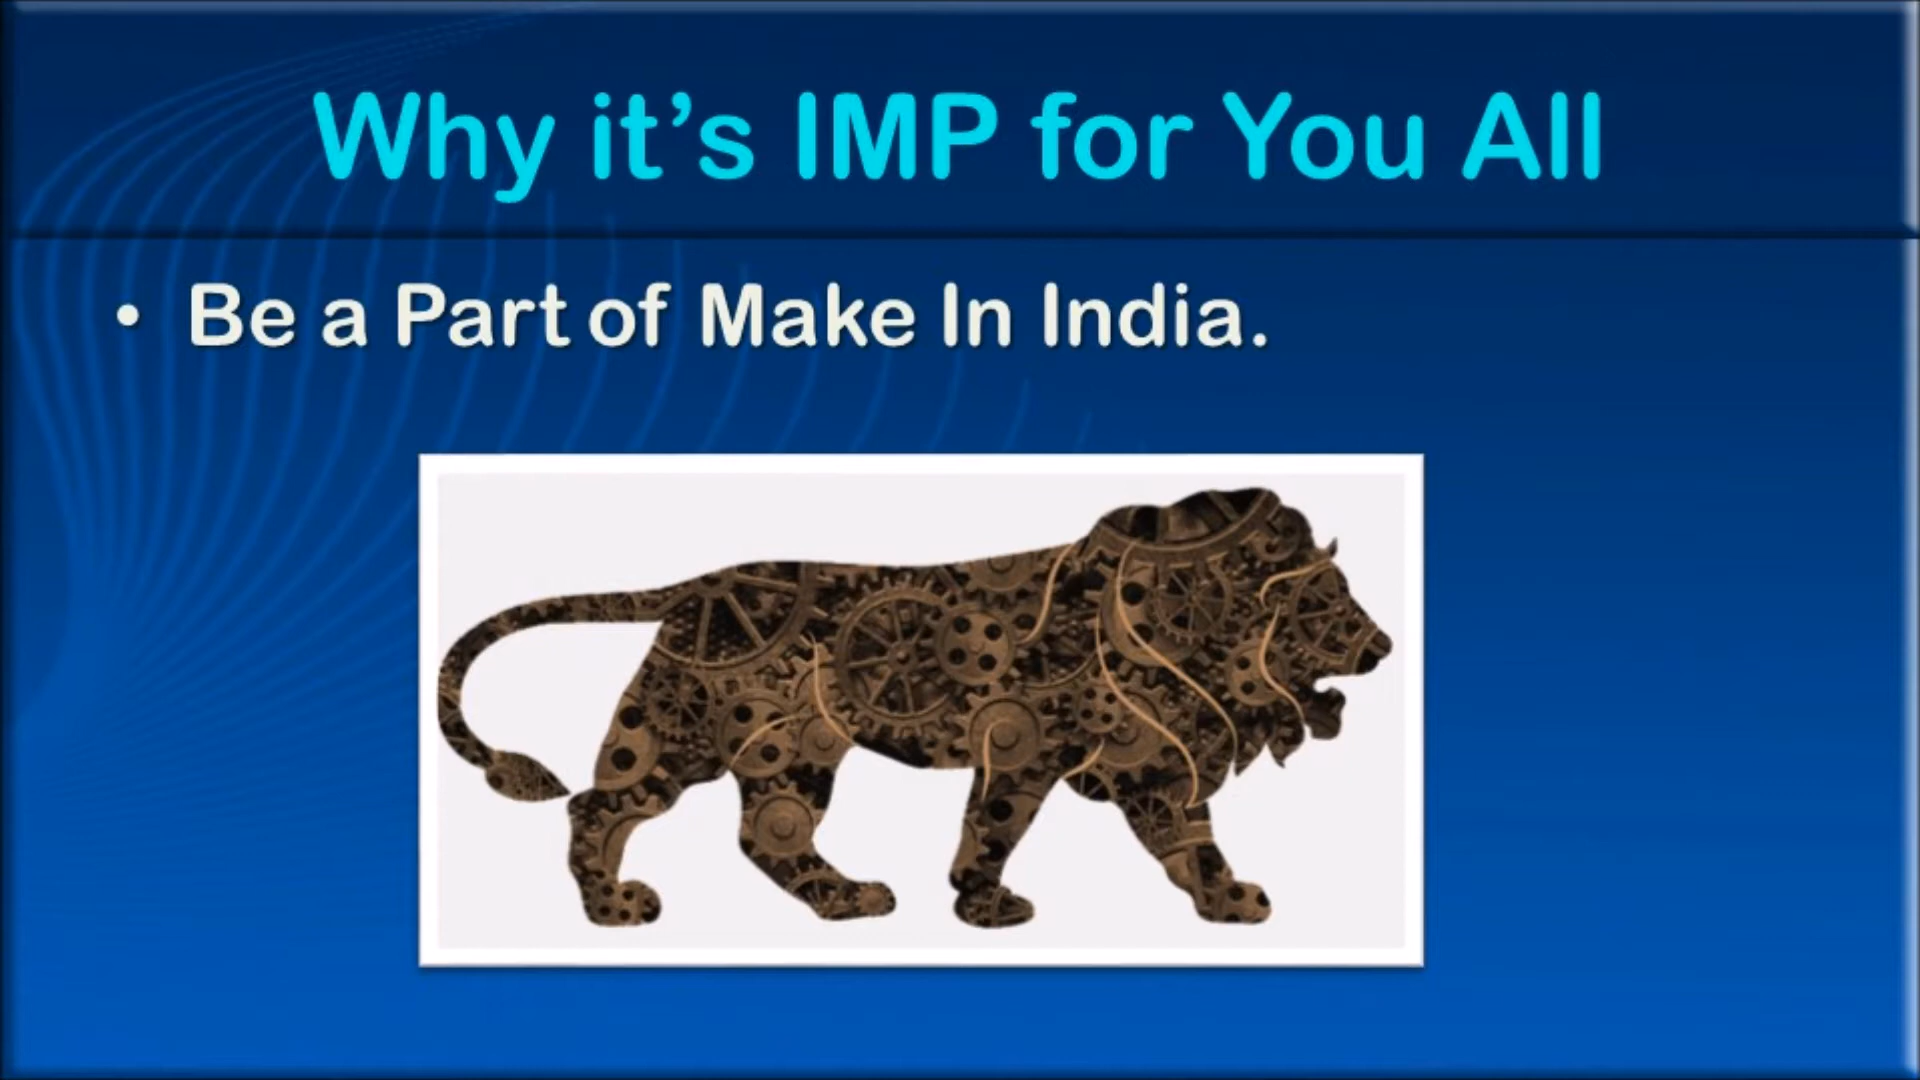 Why it’s IMP for You All
• Be a Part of Make In India.